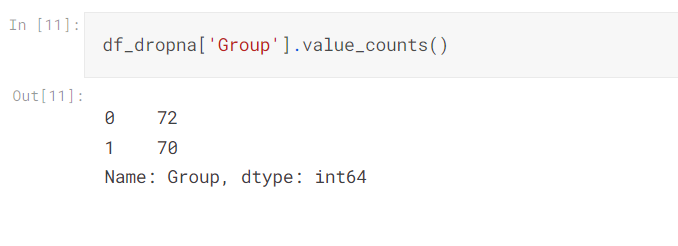 In [11]:
df_dropna['Group'].value_counts()
Out[11]:
0    72
1    70
Name: Group, dtype: int64